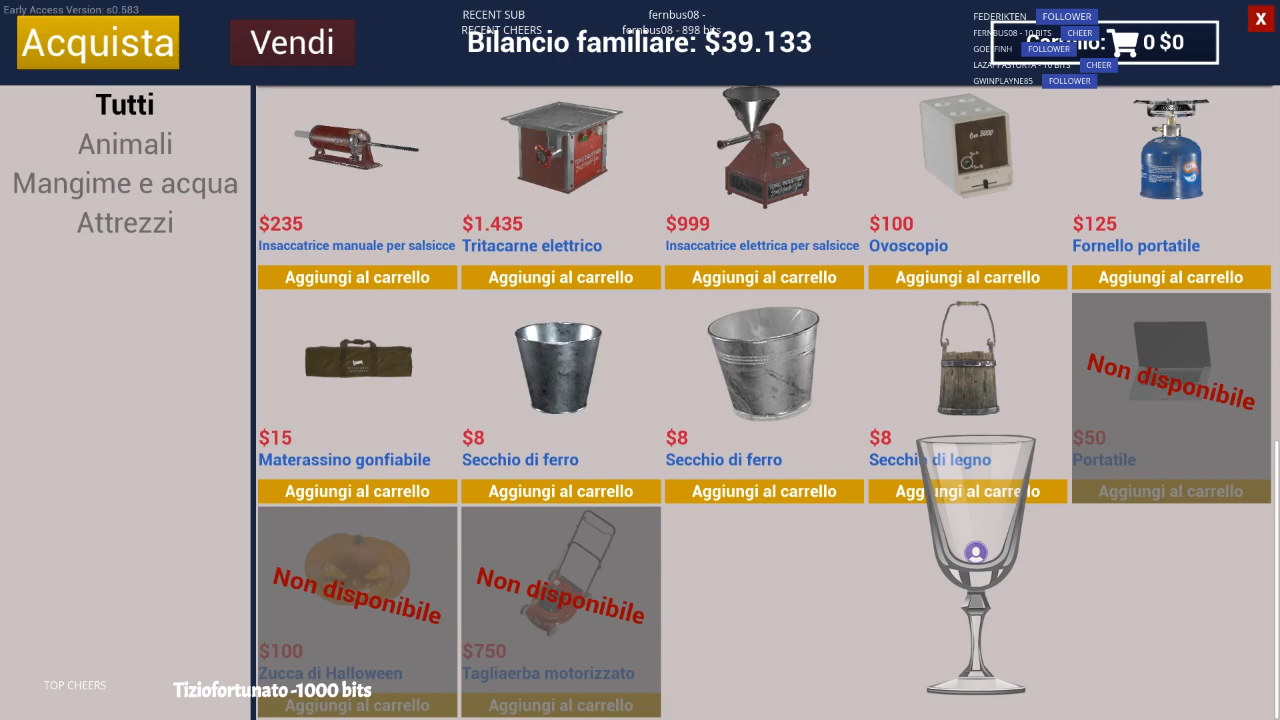 Early Access Version: s0.583
Acquista
Vendi
RECENT SUB
fernbus08 -
RECENT CHEERS
fernbus08 - 898 bits
Bilancio familiare: $39.133
FEDERIKTEN FOLLOWER
FERNBUS08 - 10 BITS CHEER
FOLLOWER
- 10 BITS CHEER
GWINPLAYNE85 FOLLOWER
0 $0
X
Tutti
Animali
Mangime e acqua
Attrezzi
$235
$1.435
$999
$100
$125
Insaccatrice manuale per salsicce
Tritacarne elettrico
Insaccatrice elettrica per salsicce
Ovoscopio
Fornello portatile
Aggiungi al carrello
Aggiungi al carrello
Aggiungi al carrello
Aggiungi al carrello
Aggiungi al carrello
Non disponibile
$15
$8
$8
$8
$50
Materassino gonfiabile
Secchio di ferro
Secchio di ferro
Secchio di legno
Portatile
Aggiungi al carrello
Aggiungi al carrello
Aggiungi al carrello
Aggiungi al carrello
Aggiungi al carrello
Non disponibile
Non disponibile
$100
$750
Zucca di Halloween
Tagliaerba motorizzato
TOP CHEERS
Tiziofortunato -1000 bits
Aggiungi al carrello
Aggiungi al carrello